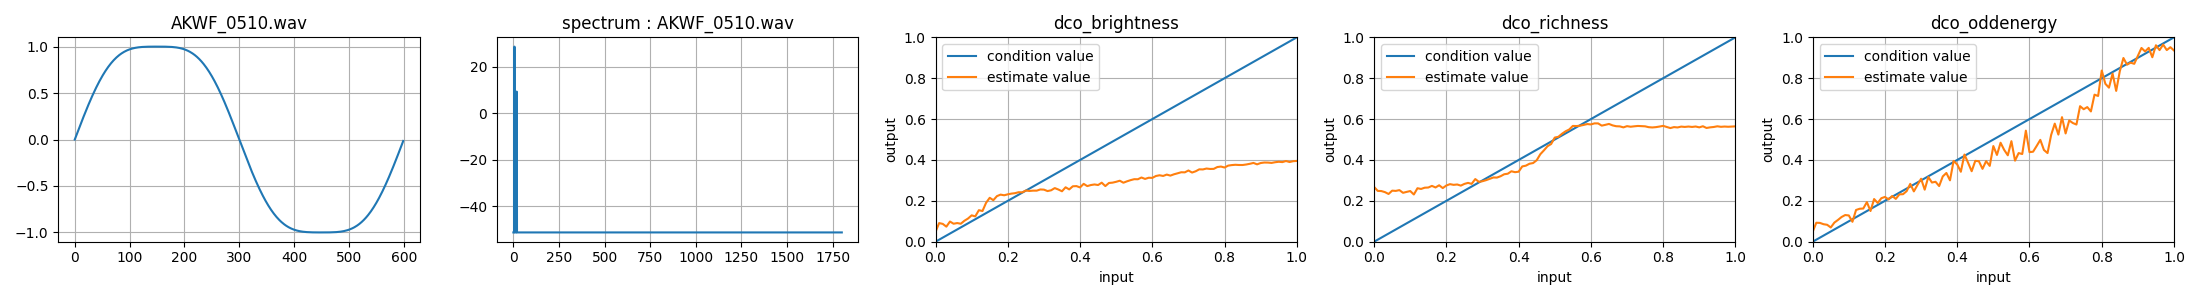 AKWF_0510.wav
1.0
0.5
0.0
−0.5
−1.0
0 100 200 300 400 500 600
spectrum : AKWF_0510.wav
20
0
−20
−40
0 250 500 750 1000 1250 1500 1750
dco_brightness
condition value
estimate value
output
1.0
0.8
0.6
0.4
0.2
0.0
0.0 0.2 0.4 0.6 0.8 1.0
input
dco_richness
condition value
estimate value
output
1.0
0.8
0.6
0.4
0.2
0.0
0.0 0.2 0.4 0.6 0.8 1.0
input
dco_oddenergy
condition value
estimate value
output
1.0
0.8
0.6
0.4
0.2
0.0
0.0 0.2 0.4 0.6 0.8 1.0
input